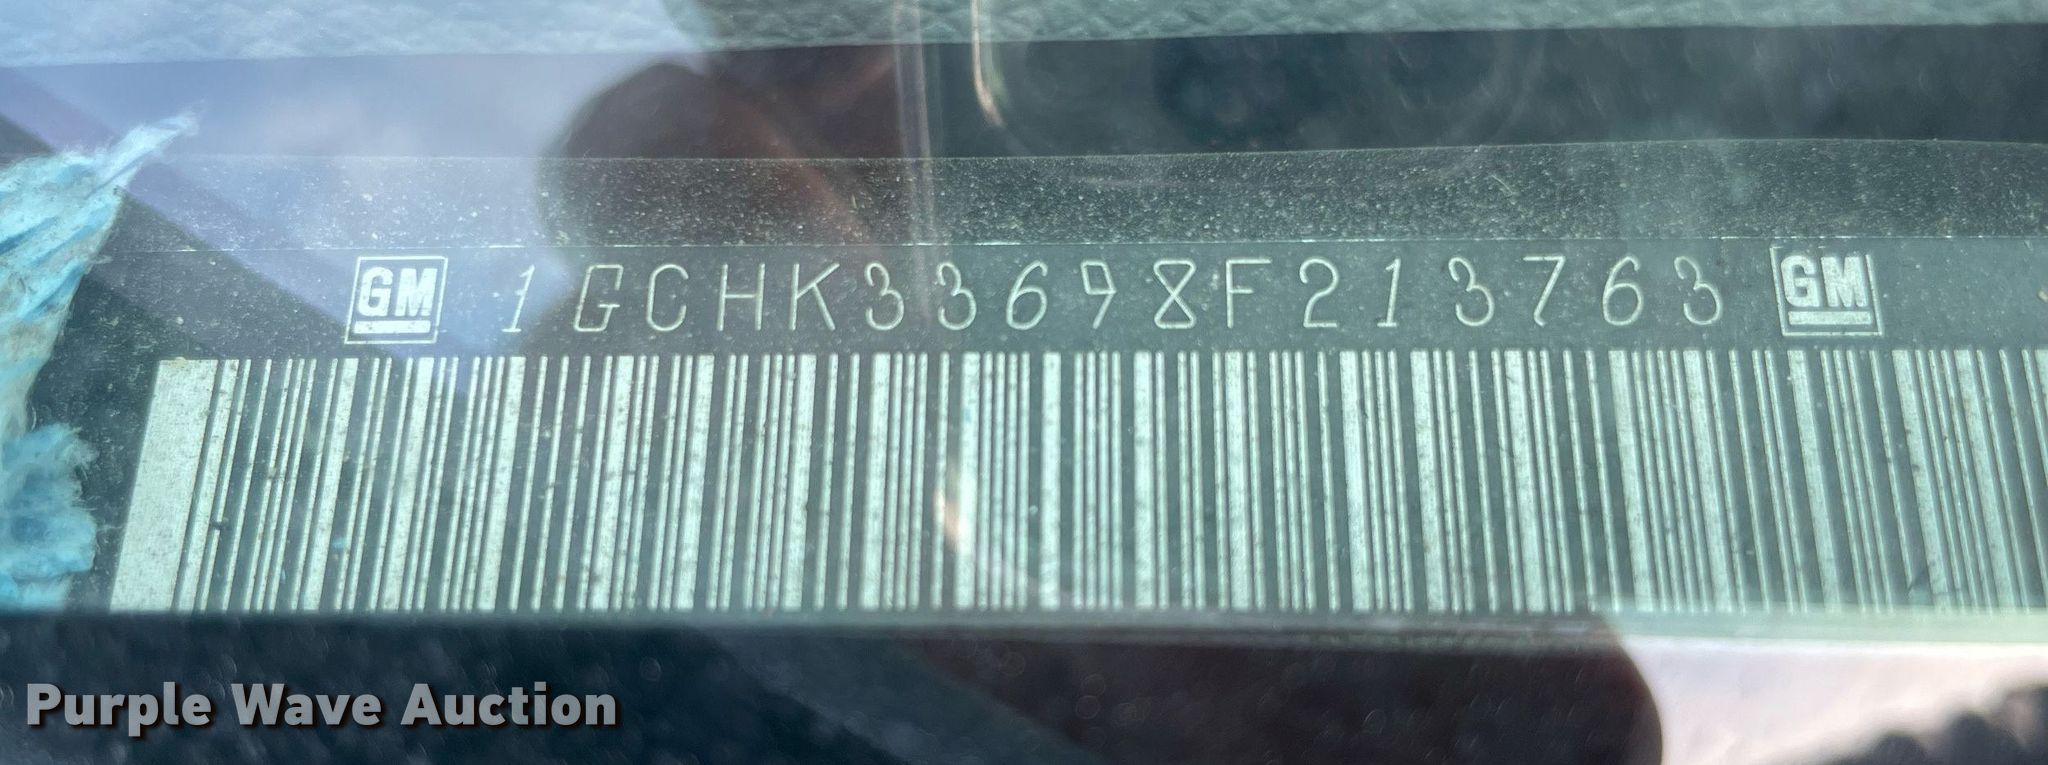 GM 1GCHK33698F213763 GM
Purple Wave Auction